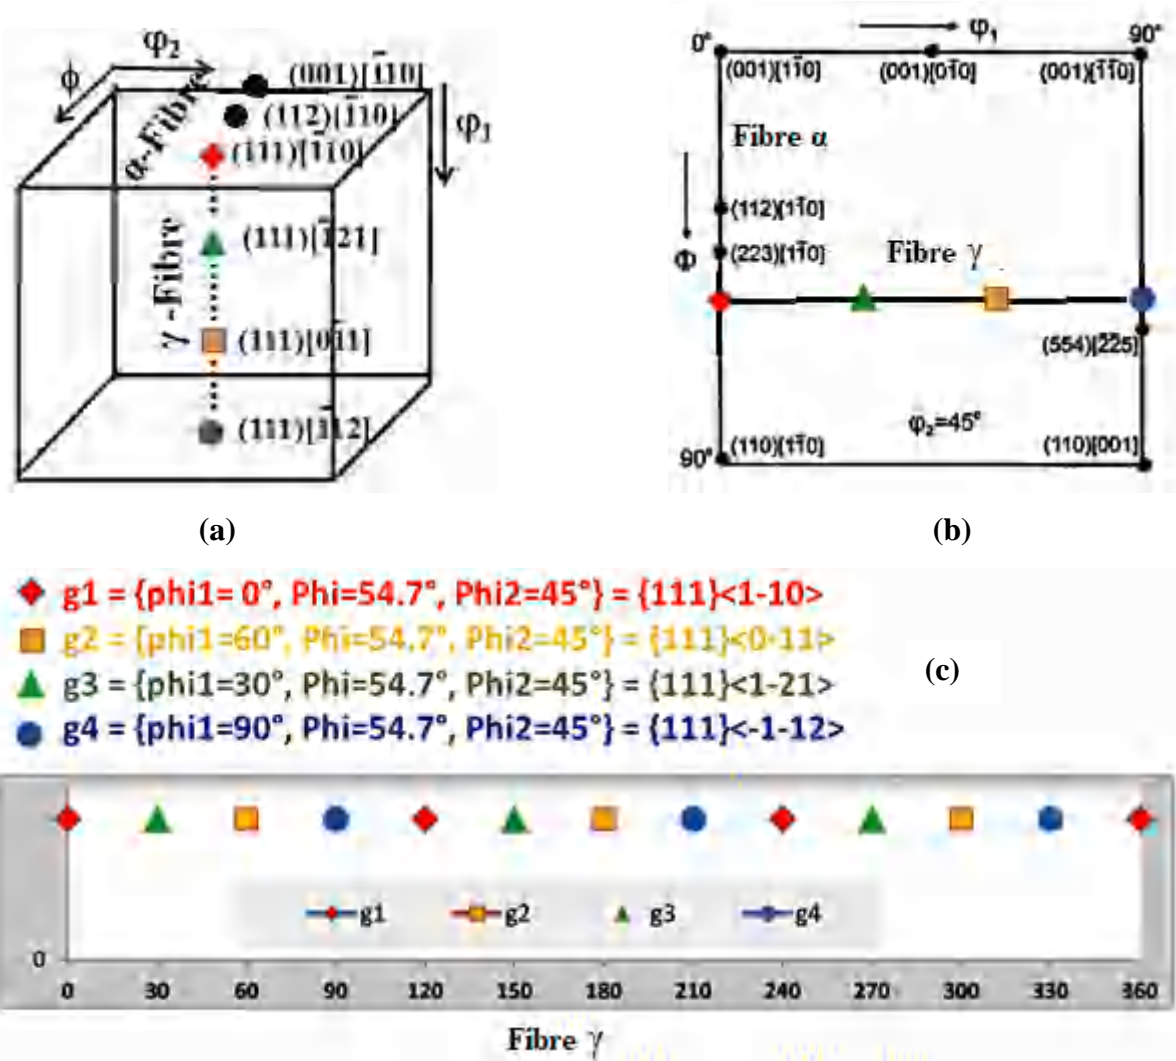 φ₂
ϕ
α-Fibre
(001)[1̄10]
(112)[1̄10]
(111)[1̄10]
φ₁
γ-Fibre
(111)[1̄21]
(111)[01̄1]
(111)[1̄1̄2]
(a)
φ₁
0°
90°
(001)[11̄0]
(001)[01̄0]
(001)[1̄1̄0]
Fibre α
(112)[11̄0]
Φ
(223)[11̄0]
Fibre γ
(554)[2̄2̄5]
φ₂=45°
90°
(110)[11̄0]
(110)[001]
(b)
g1 = {phi1= 0°, Phi=54.7°, Phi2=45°} = {111}<1-10>
g2 = {phi1=60°, Phi=54.7°, Phi2=45°} = {111}<0-11>
g3 = {phi1=30°, Phi=54.7°, Phi2=45°} = {111}<1-21>
g4 = {phi1=90°, Phi=54.7°, Phi2=45°} = {111}<-1-12>
(c)
g1 g2 g3 g4
0
0 30 60 90 120 150 180 210 240 270 300 330 360
Fibre γ